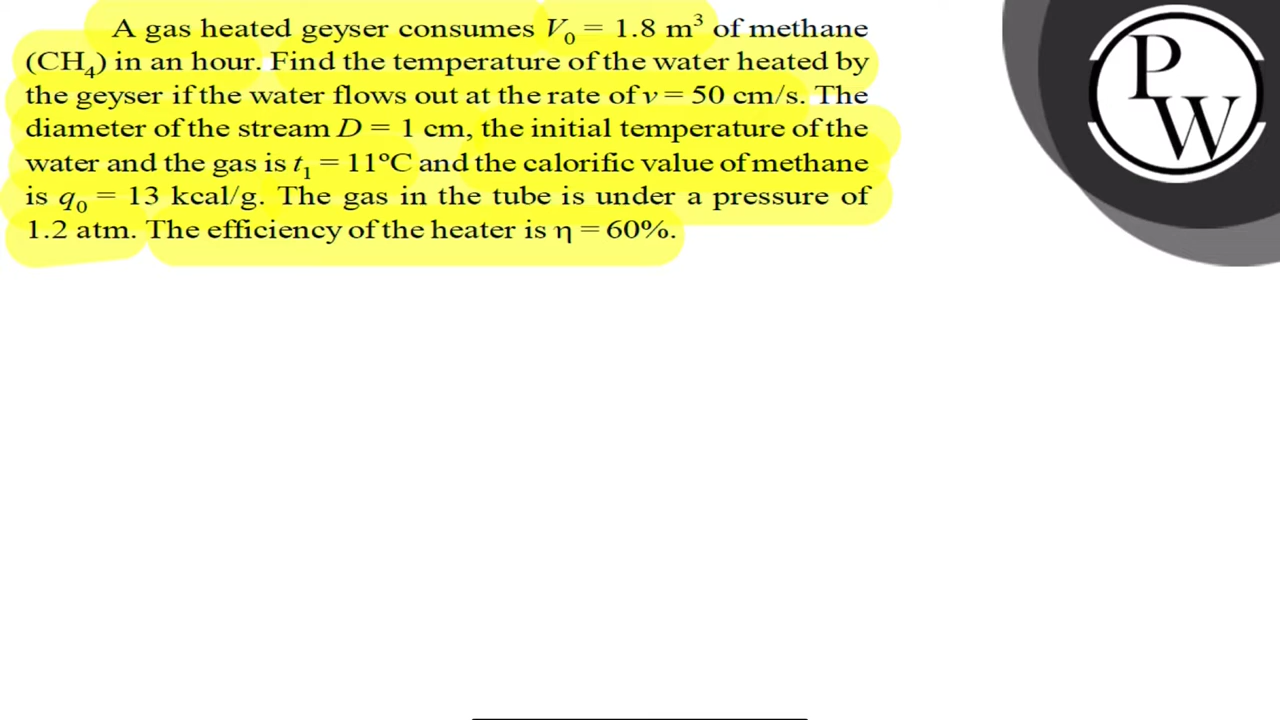 A gas heated geyser consumes V₀ = 1.8 m³ of methane
(CH₄) in an hour. Find the temperature of the water heated by
the geyser if the water flows out at the rate of v = 50 cm/s. The
diameter of the stream D = 1 cm, the initial temperature of the
water and the gas is t₁ = 11ºC and the calorific value of methane
is q₀ = 13 kcal/g. The gas in the tube is under a pressure of
1.2 atm. The efficiency of the heater is η = 60%.
P
W